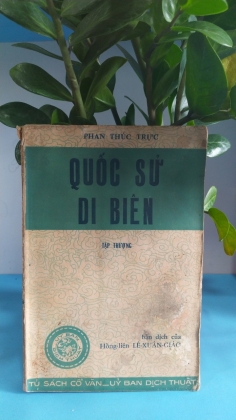 PHAN THÚC TRỰC
QUỐC SỬ
DI BIÊN
TẬP THƯỢNG
bản dịch của
Hồng-liên LÊ-XUÂN-GIÁO
TỦ SÁCH CỔ VĂN _ ỦY BAN DỊCH THUẬT